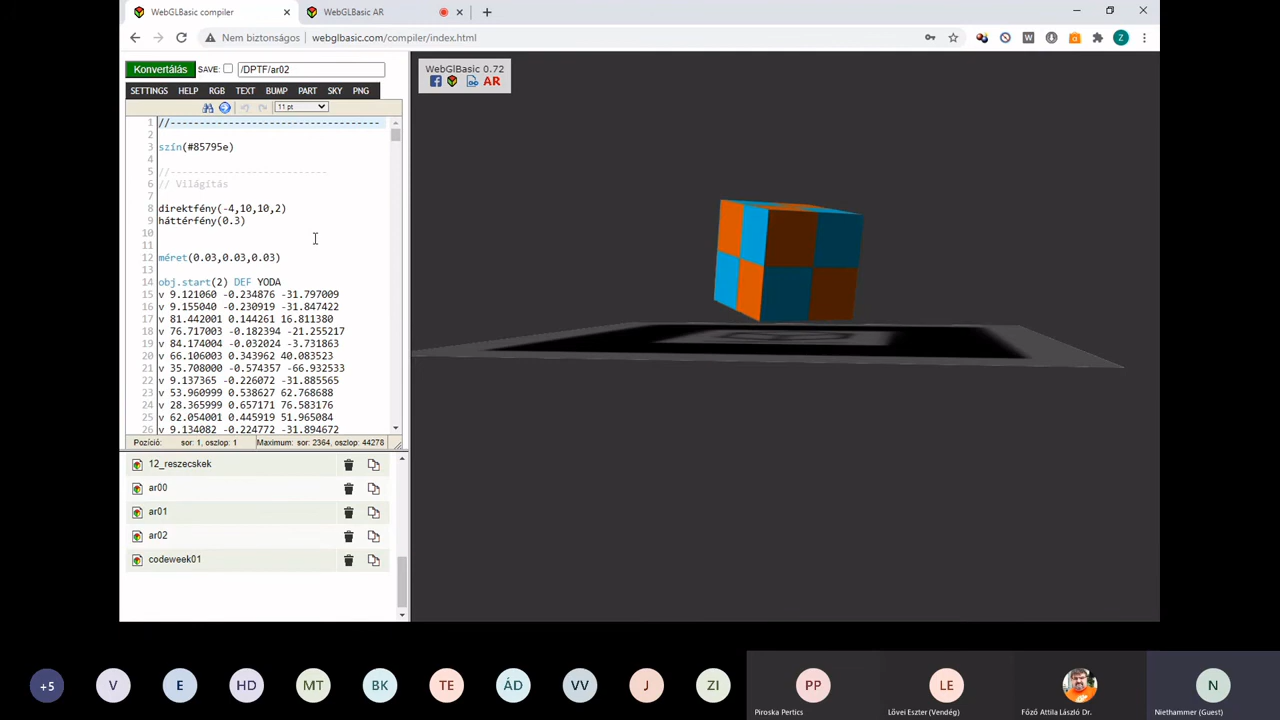 WebGLBasic compiler
WebGLBasic AR
Nem biztonságos
webglbasic.com/compiler/index.html
Z
Konvertálás
SAVE:
/DPTF/ar02
SETTINGS HELP RGB TEXT BUMP PART SKY PNG
11 pt
1 //-----------------------------------
2
3 szín(#85795e)
4
5 //--------------------------
6 // Világítás
7
8 direktfény(-4,10,10,2)
9 háttérfény(0.3)
10
11
12 méret(0.03,0.03,0.03)
13
14 obj.start(2) DEF YODA
15 v 9.121060 -0.234876 -31.797009
16 v 9.155040 -0.230919 -31.847422
17 v 81.442001 0.144261 16.811380
18 v 76.717003 -0.182394 -21.255217
19 v 84.174004 -0.032024 -3.731863
20 v 66.106003 0.343962 40.083523
21 v 35.708000 -0.574357 -66.932533
22 v 9.137365 -0.226072 -31.885565
23 v 53.960999 0.538627 62.768688
24 v 28.365999 0.657171 76.583176
25 v 62.054001 0.445919 51.965084
26 v 9.134082 -0.224772 -31.894672
Pozíció: sor: 1, oszlop: 1 Maximum: sor: 2364, oszlop: 44278
12_reszecskek
ar00
ar01
ar02
codeweek01
WebGlBasic 0.72
AR
+5
V
E
HD
MT
BK
TE
ÁD
VV
J
ZI
PP
LE
N
Piroska Pertics
Lővei Eszter (Vendég)
Főző Attila László Dr.
Niethammer (Guest)